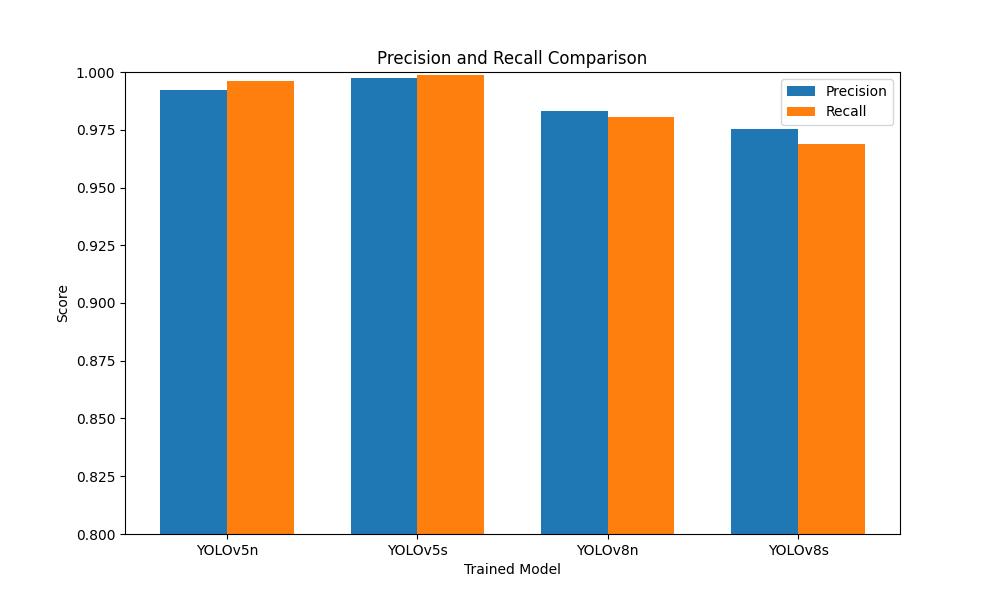 Precision and Recall Comparison
1.000
0.975
0.950
0.925
0.900
0.875
0.850
0.825
0.800
Score
Precision
Recall
YOLOv5n YOLOv5s YOLOv8n YOLOv8s
Trained Model